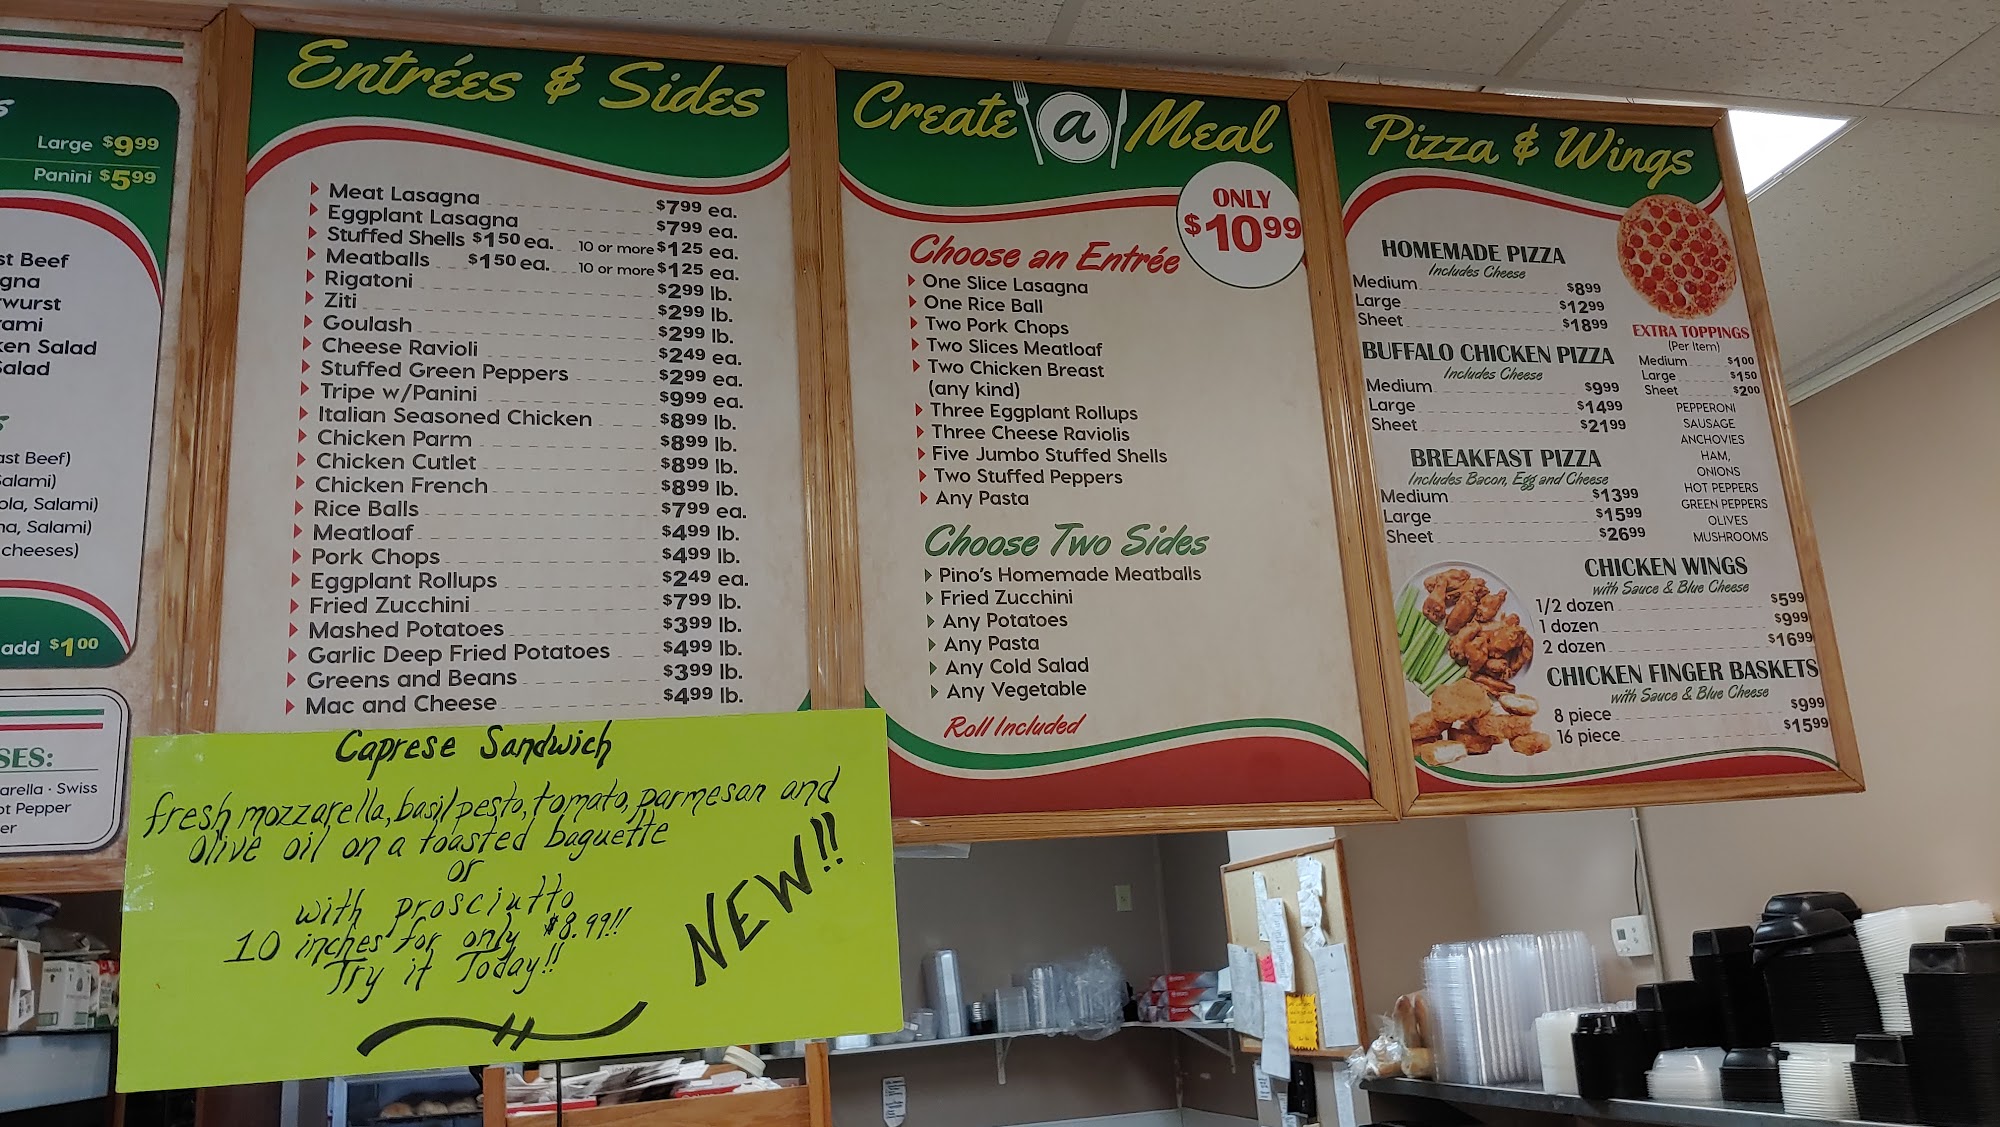 Large $9.99
Panini $5.99
Beef
Salad
(Beef)
Salami)
Salami)
cheeses)
add $1.00
Swiss
Pepper
Entrées & Sides
Meat Lasagna $7.99 ea.
Eggplant Lasagna $7.99 ea.
Stuffed Shells $1.50 ea. 10 or more $1.25 ea.
Meatballs $1.50 ea. 10 or more $1.25 ea.
Rigatoni $2.99 lb.
Ziti $2.99 lb.
Goulash $2.99 lb.
Cheese Ravioli $2.49 ea.
Stuffed Green Peppers $2.99 ea.
Tripe w/Panini $9.99 ea.
Italian Seasoned Chicken $8.99 lb.
Chicken Parm $8.99 lb.
Chicken Cutlet $8.99 lb.
Chicken French $8.99 lb.
Rice Balls $7.99 ea.
Meatloaf $4.99 lb.
Pork Chops $4.99 lb.
Eggplant Rollups $2.49 ea.
Fried Zucchini $7.99 lb.
Mashed Potatoes $3.99 lb.
Garlic Deep Fried Potatoes $4.99 lb.
Greens and Beans $3.99 lb.
Mac and Cheese $4.99 lb.
Caprese Sandwich
fresh mozzarella, basil pesto, tomato, parmesan and
olive oil on a toasted baguette
or
with prosciutto
10 inches for only $8.99!!
Try it Today!!
NEW!!
Create a Meal
ONLY
$10.99
Choose an Entrée
One Slice Lasagna
One Rice Ball
Two Pork Chops
Two Slices Meatloaf
Two Chicken Breast
(any kind)
Three Eggplant Rollups
Three Cheese Raviolis
Five Jumbo Stuffed Shells
Two Stuffed Peppers
Any Pasta
Choose Two Sides
Pino's Homemade Meatballs
Fried Zucchini
Any Potatoes
Any Pasta
Any Cold Salad
Any Vegetable
Roll Included
Pizza & Wings
HOMEMADE PIZZA
Includes Cheese
Medium $8.99
Large $12.99
Sheet $18.99
BUFFALO CHICKEN PIZZA
Includes Cheese
Medium $9.99
Large $14.99
Sheet $21.99
BREAKFAST PIZZA
Includes Bacon, Egg and Cheese
Medium $13.99
Large $15.99
Sheet $26.99
EXTRA TOPPINGS
(Per Item)
Medium $1.00
Large $1.50
Sheet $2.00
PEPPERONI
SAUSAGE
ANCHOVIES
HAM,
ONIONS
HOT PEPPERS
GREEN PEPPERS
OLIVES
MUSHROOMS
CHICKEN WINGS
with Sauce & Blue Cheese
1/2 dozen $5.99
1 dozen $9.99
2 dozen $16.99
CHICKEN FINGER BASKETS
with Sauce & Blue Cheese
8 piece $9.99
16 piece $15.99